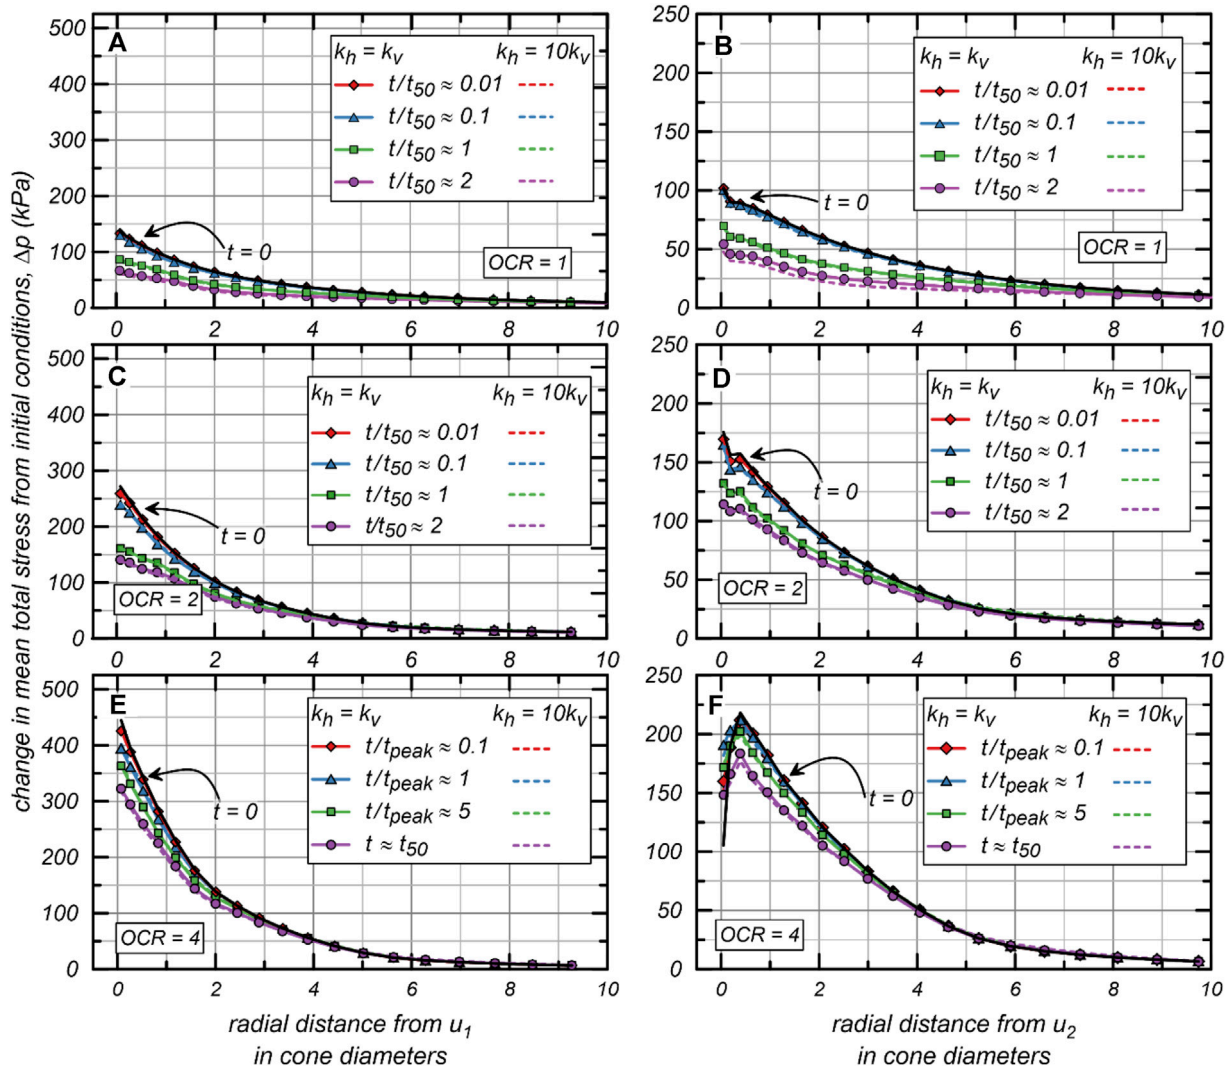 change in mean total stress from initial conditions, Δp (kPa)
A
k_h = k_v k_h = 10k_v
t/t_50 ≈ 0.01
t/t_50 ≈ 0.1
t/t_50 ≈ 1
t/t_50 ≈ 2
t = 0
OCR = 1
500
450
400
350
300
250
200
150
100
50
0
0 2 4 6 8 10
B
k_h = k_v k_h = 10k_v
t/t_50 ≈ 0.01
t/t_50 ≈ 0.1
t/t_50 ≈ 1
t/t_50 ≈ 2
t = 0
OCR = 1
250
200
150
100
50
0
0 2 4 6 8 10
C
k_h = k_v k_h = 10k_v
t/t_50 ≈ 0.01
t/t_50 ≈ 0.1
t/t_50 ≈ 1
t/t_50 ≈ 2
t = 0
OCR = 2
500
400
300
200
100
0
0 2 4 6 8 10
D
k_h = k_v k_h = 10k_v
t/t_50 ≈ 0.01
t/t_50 ≈ 0.1
t/t_50 ≈ 1
t/t_50 ≈ 2
t = 0
OCR = 2
250
200
150
100
50
0
0 2 4 6 8 10
E
k_h = k_v k_h = 10k_v
t/t_peak ≈ 0.1
t/t_peak ≈ 1
t/t_peak ≈ 5
t ≈ t_50
t = 0
OCR = 4
500
400
300
200
100
0
0 2 4 6 8 10
radial distance from u_1
in cone diameters
F
k_h = k_v k_h = 10k_v
t/t_peak ≈ 0.1
t/t_peak ≈ 1
t/t_peak ≈ 5
t ≈ t_50
t = 0
OCR = 4
250
200
150
100
50
0
0 2 4 6 8 10
radial distance from u_2
in cone diameters